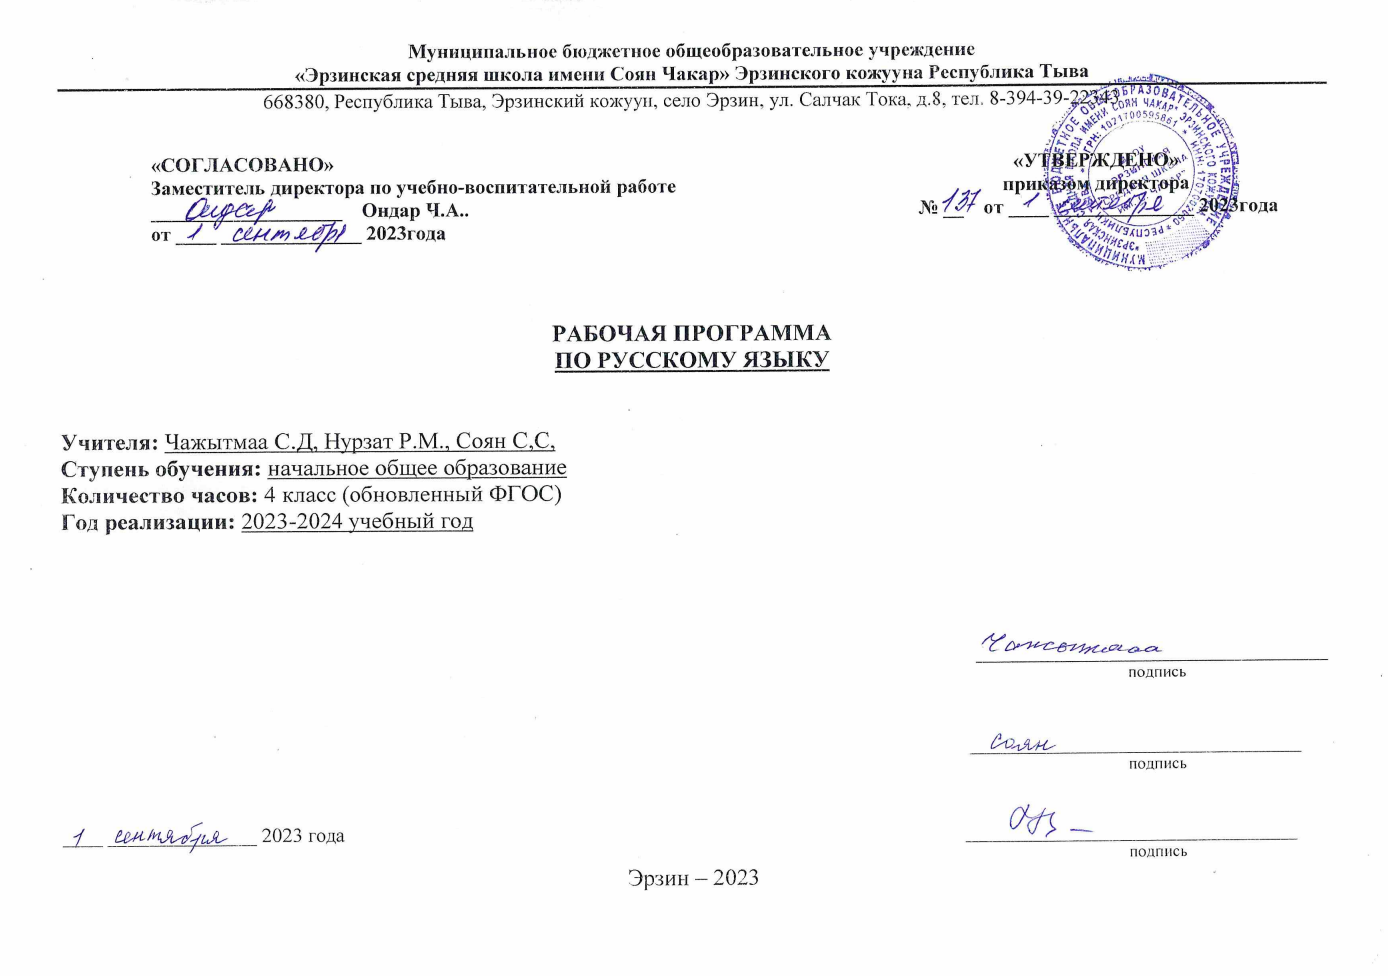 Муниципальное бюджетное общеобразовательное учреждение
«Эрзинская средняя школа имени Соян Чакар» Эрзинского кожууна Республика Тыва
668380, Республика Тыва, Эрзинский кожуун, село Эрзин, ул. Салчак Тока, д.8, тел. 8-394-39-22343
«СОГЛАСОВАНО»
Заместитель директора по учебно-воспитательной работе
Ондар Ондар Ч.А..
от 1 сентября 2023года
«УТВЕРЖДЕНО»
приказом директора
№ 137 от 1 сентября 2023года
РАБОЧАЯ ПРОГРАММА
ПО РУССКОМУ ЯЗЫКУ
Учителя: Чажытмаа С.Д, Нурзат Р.М., Соян С,С,
Ступень обучения: начальное общее образование
Количество часов: 4 класс (обновленный ФГОС)
Год реализации: 2023-2024 учебный год
Чажытмаа
подпись
Соян
подпись
1 сентября 2023 года
подпись
Эрзин – 2023